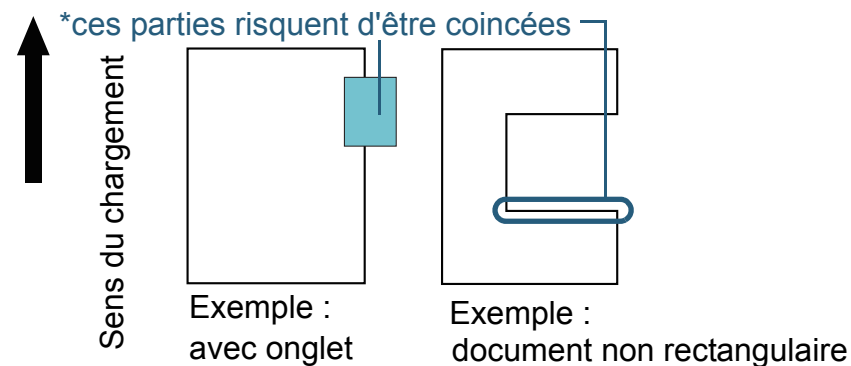 *ces parties risquent d'être coincées
Sens du chargement
Exemple :
avec onglet
Exemple :
document non rectangulaire